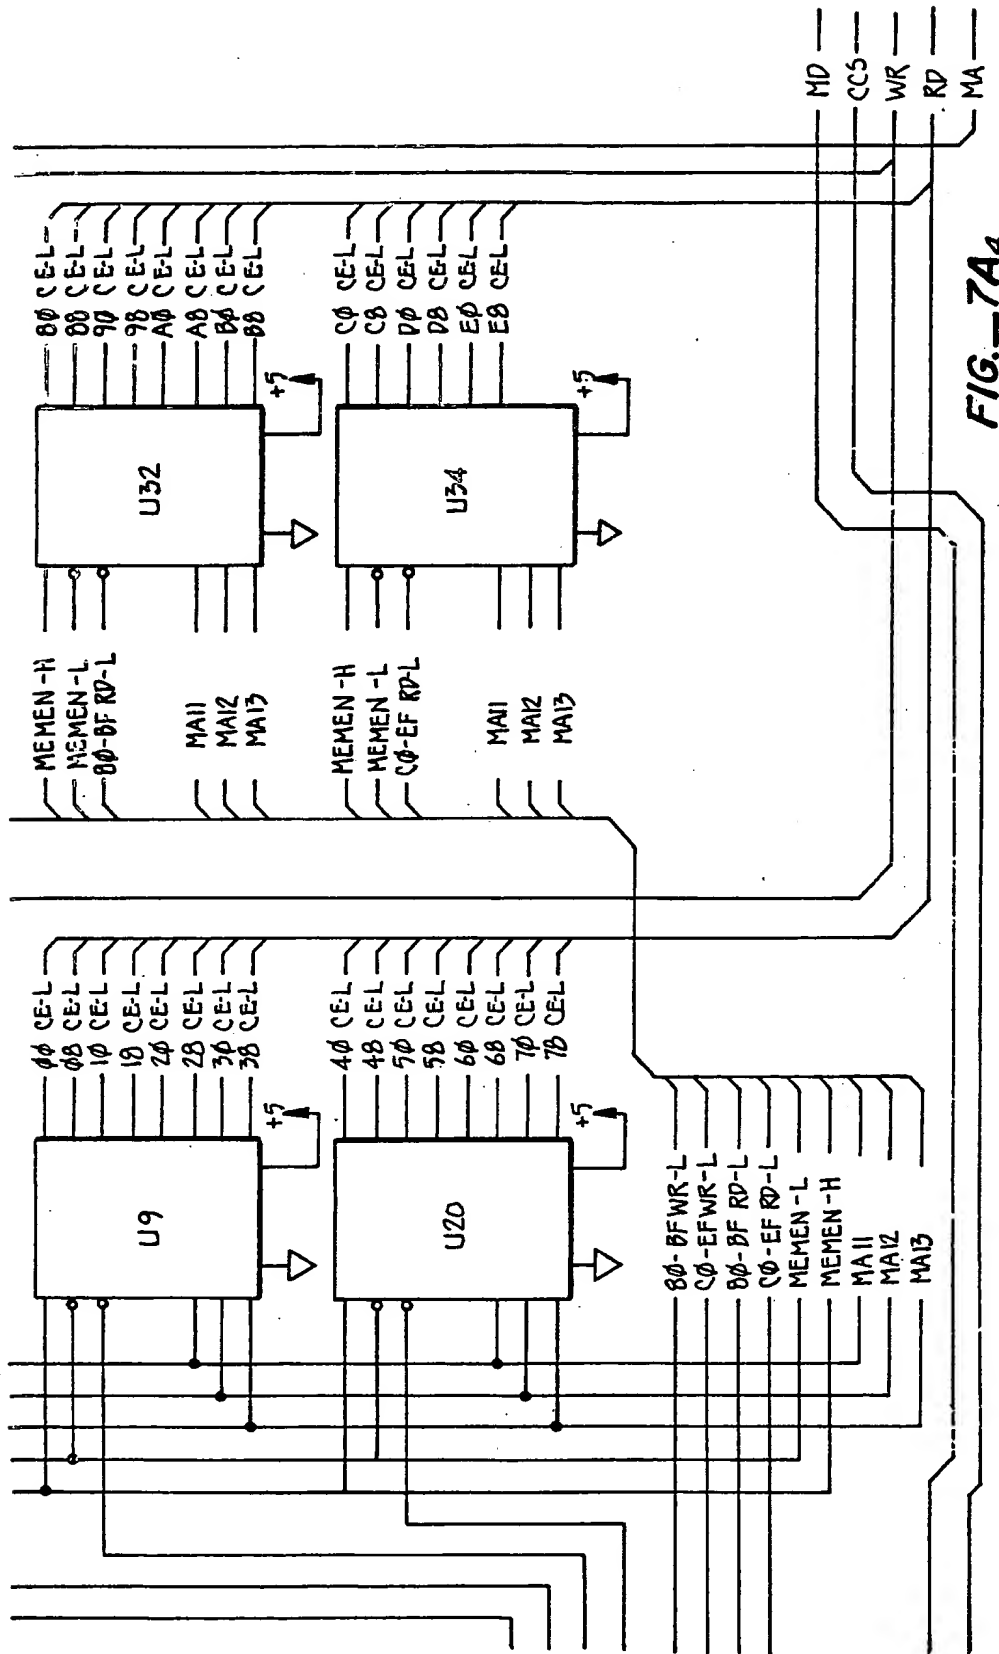 MD
CCS
WR
RD
MA
80 CE-L
88 CE-L
90 CE-L
98 CE-L
A0 CE-L
A8 CE-L
B0 CE-L
B8 CE-L
U32
+5
MEMEN-H
MEMEN-L
80-BF RD-L
MA11
MA12
MA13
C0 CE-L
C8 CE-L
D0 CE-L
D8 CE-L
E0 CE-L
E8 CE-L
U34
+5
MEMEN-H
MEMEN-L
C0-EF RD-L
MA11
MA12
MA13
00 CE-L
08 CE-L
10 CE-L
18 CE-L
20 CE-L
28 CE-L
30 CE-L
38 CE-L
U9
+5
40 CE-L
48 CE-L
50 CE-L
58 CE-L
60 CE-L
68 CE-L
70 CE-L
78 CE-L
U20
+5
80-BF WR-L
C0-EF WR-L
80-BF RD-L
C0-EF RD-L
MEMEN-L
MEMEN-H
MA11
MA12
MA13
FIG._7A4